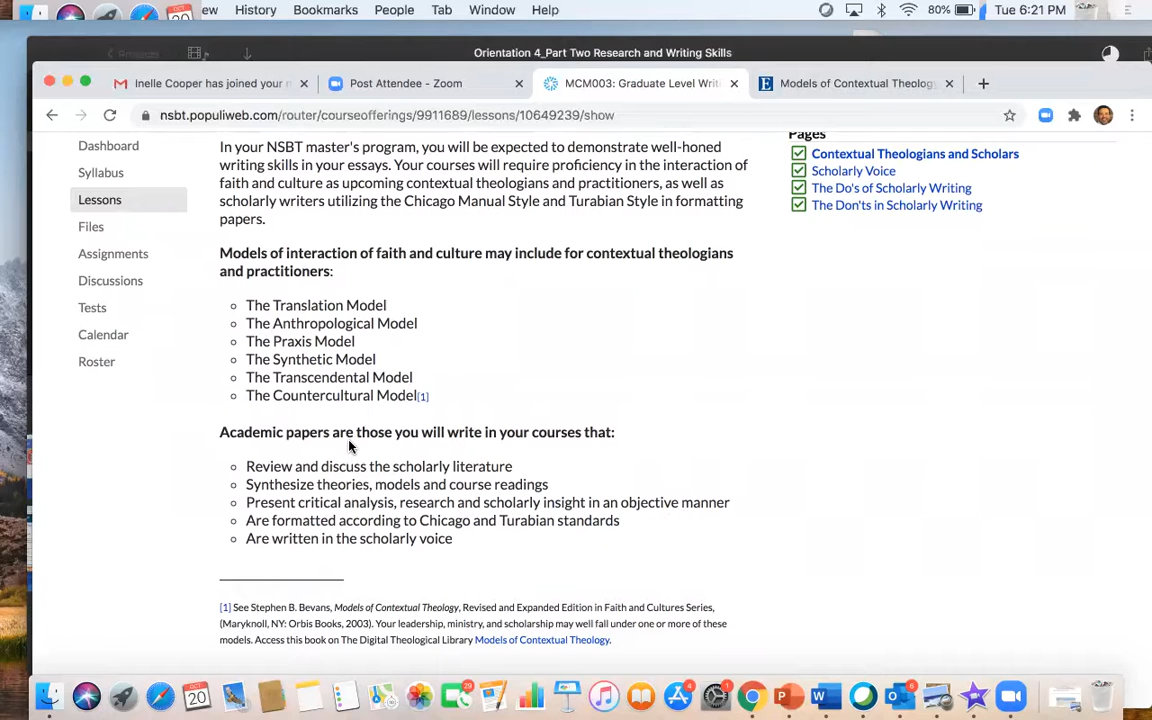 ew History Bookmarks People Tab Window Help 80% Tue 6:21 PM
Orientation 4_Part Two Research and Writing Skills
Inelle Cooper has joined your Post Attendee - Zoom MCM003: Graduate Level Writi Models of Contextual Theology
nsbt.populiweb.com/router/courseofferings/9911689/lessons/10649239/show
Dashboard
Syllabus
Lessons
Files
Assignments
Discussions
Tests
Calendar
Roster
In your NSBT master's program, you will be expected to demonstrate well-honed
writing skills in your essays. Your courses will require proficiency in the interaction of
faith and culture as upcoming contextual theologians and practitioners, as well as
scholarly writers utilizing the Chicago Manual Style and Turabian Style in formatting
papers.
Models of interaction of faith and culture may include for contextual theologians
and practitioners:
The Translation Model
The Anthropological Model
The Praxis Model
The Synthetic Model
The Transcendental Model
The Countercultural Model[1]
Academic papers are those you will write in your courses that:
Review and discuss the scholarly literature
Synthesize theories, models and course readings
Present critical analysis, research and scholarly insight in an objective manner
Are formatted according to Chicago and Turabian standards
Are written in the scholarly voice
[1] See Stephen B. Bevans, Models of Contextual Theology, Revised and Expanded Edition in Faith and Cultures Series,
(Maryknoll, NY: Orbis Books, 2003). Your leadership, ministry, and scholarship may well fall under one or more of these
models. Access this book on The Digital Theological Library Models of Contextual Theology.
Pages
Contextual Theologians and Scholars
Scholarly Voice
The Do's of Scholarly Writing
The Don'ts in Scholarly Writing